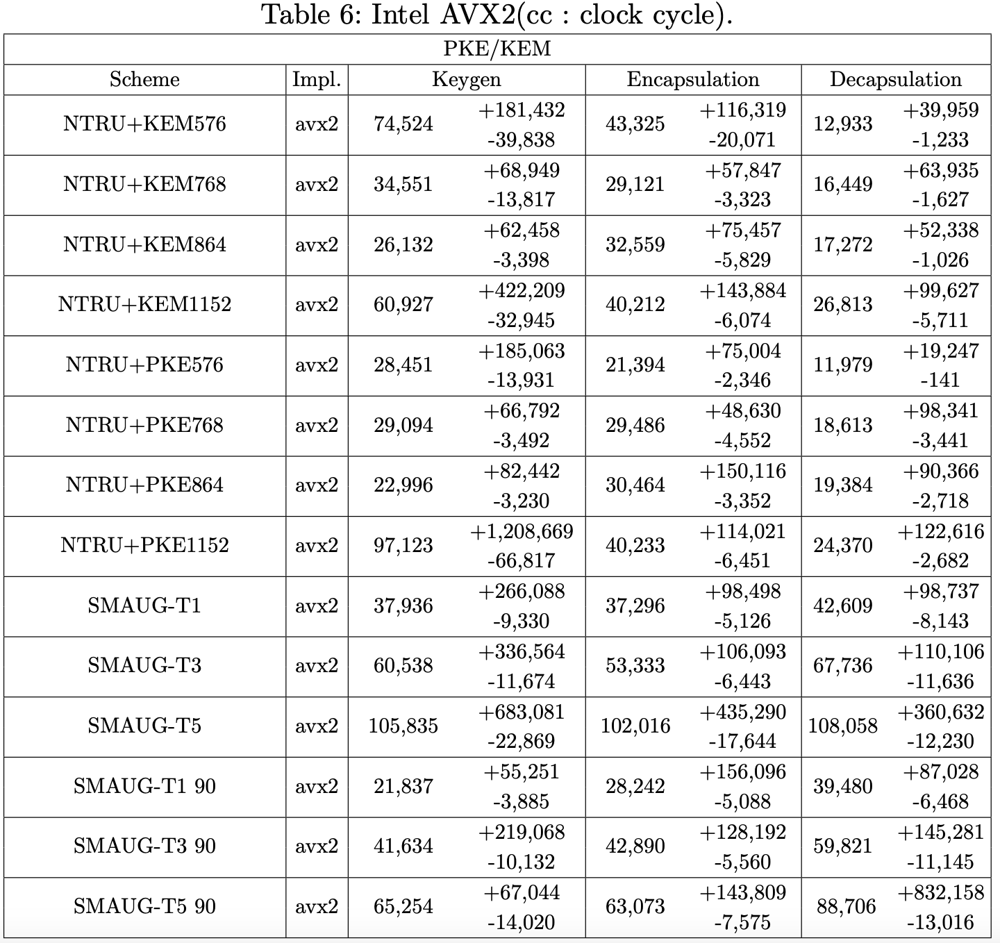 Table 6: Intel AVX2(cc : clock cycle).
PKE/KEM
Scheme Impl. Keygen Encapsulation Decapsulation
+181,432 +116,319 +39,959
NTRU+KEM576 avx2 74,524 43,325 12,933
-39,838 -20,071 -1,233
+68,949 +57,847 +63,935
NTRU+KEM768 avx2 34,551 29,121 16,449
-13,817 -3,323 -1,627
+62,458 +75,457 +52,338
NTRU+KEM864 avx2 26,132 32,559 17,272
-3,398 -5,829 -1,026
+422,209 +143,884 +99,627
NTRU+KEM1152 avx2 60,927 40,212 26,813
-32,945 -6,074 -5,711
+185,063 +75,004 +19,247
NTRU+PKE576 avx2 28,451 21,394 11,979
-13,931 -2,346 -141
+66,792 +48,630 +98,341
NTRU+PKE768 avx2 29,094 29,486 18,613
-3,492 -4,552 -3,441
+82,442 +150,116 +90,366
NTRU+PKE864 avx2 22,996 30,464 19,384
-3,230 -3,352 -2,718
+1,208,669 +114,021 +122,616
NTRU+PKE1152 avx2 97,123 40,233 24,370
-66,817 -6,451 -2,682
+266,088 +98,498 +98,737
SMAUG-T1 avx2 37,936 37,296 42,609
-9,330 -5,126 -8,143
+336,564 +106,093 +110,106
SMAUG-T3 avx2 60,538 53,333 67,736
-11,674 -6,443 -11,636
+683,081 +435,290 +360,632
SMAUG-T5 avx2 105,835 102,016 108,058
-22,869 -17,644 -12,230
+55,251 +156,096 +87,028
SMAUG-T1 90 avx2 21,837 28,242 39,480
-3,885 -5,088 -6,468
+219,068 +128,192 +145,281
SMAUG-T3 90 avx2 41,634 42,890 59,821
-10,132 -5,560 -11,145
+67,044 +143,809 +832,158
SMAUG-T5 90 avx2 65,254 63,073 88,706
-14,020 -7,575 -13,016